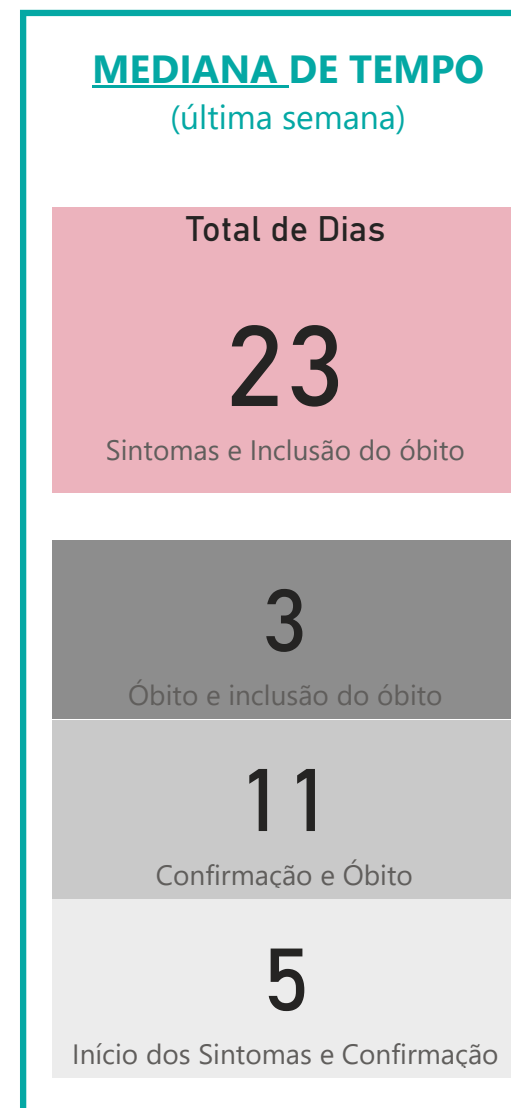 MEDIANA DE TEMPO
(última semana)
Total de Dias
23
Sintomas e Inclusão do óbito
3
Óbito e inclusão do óbito
11
Confirmação e Óbito
5
Início dos Sintomas e Confirmação